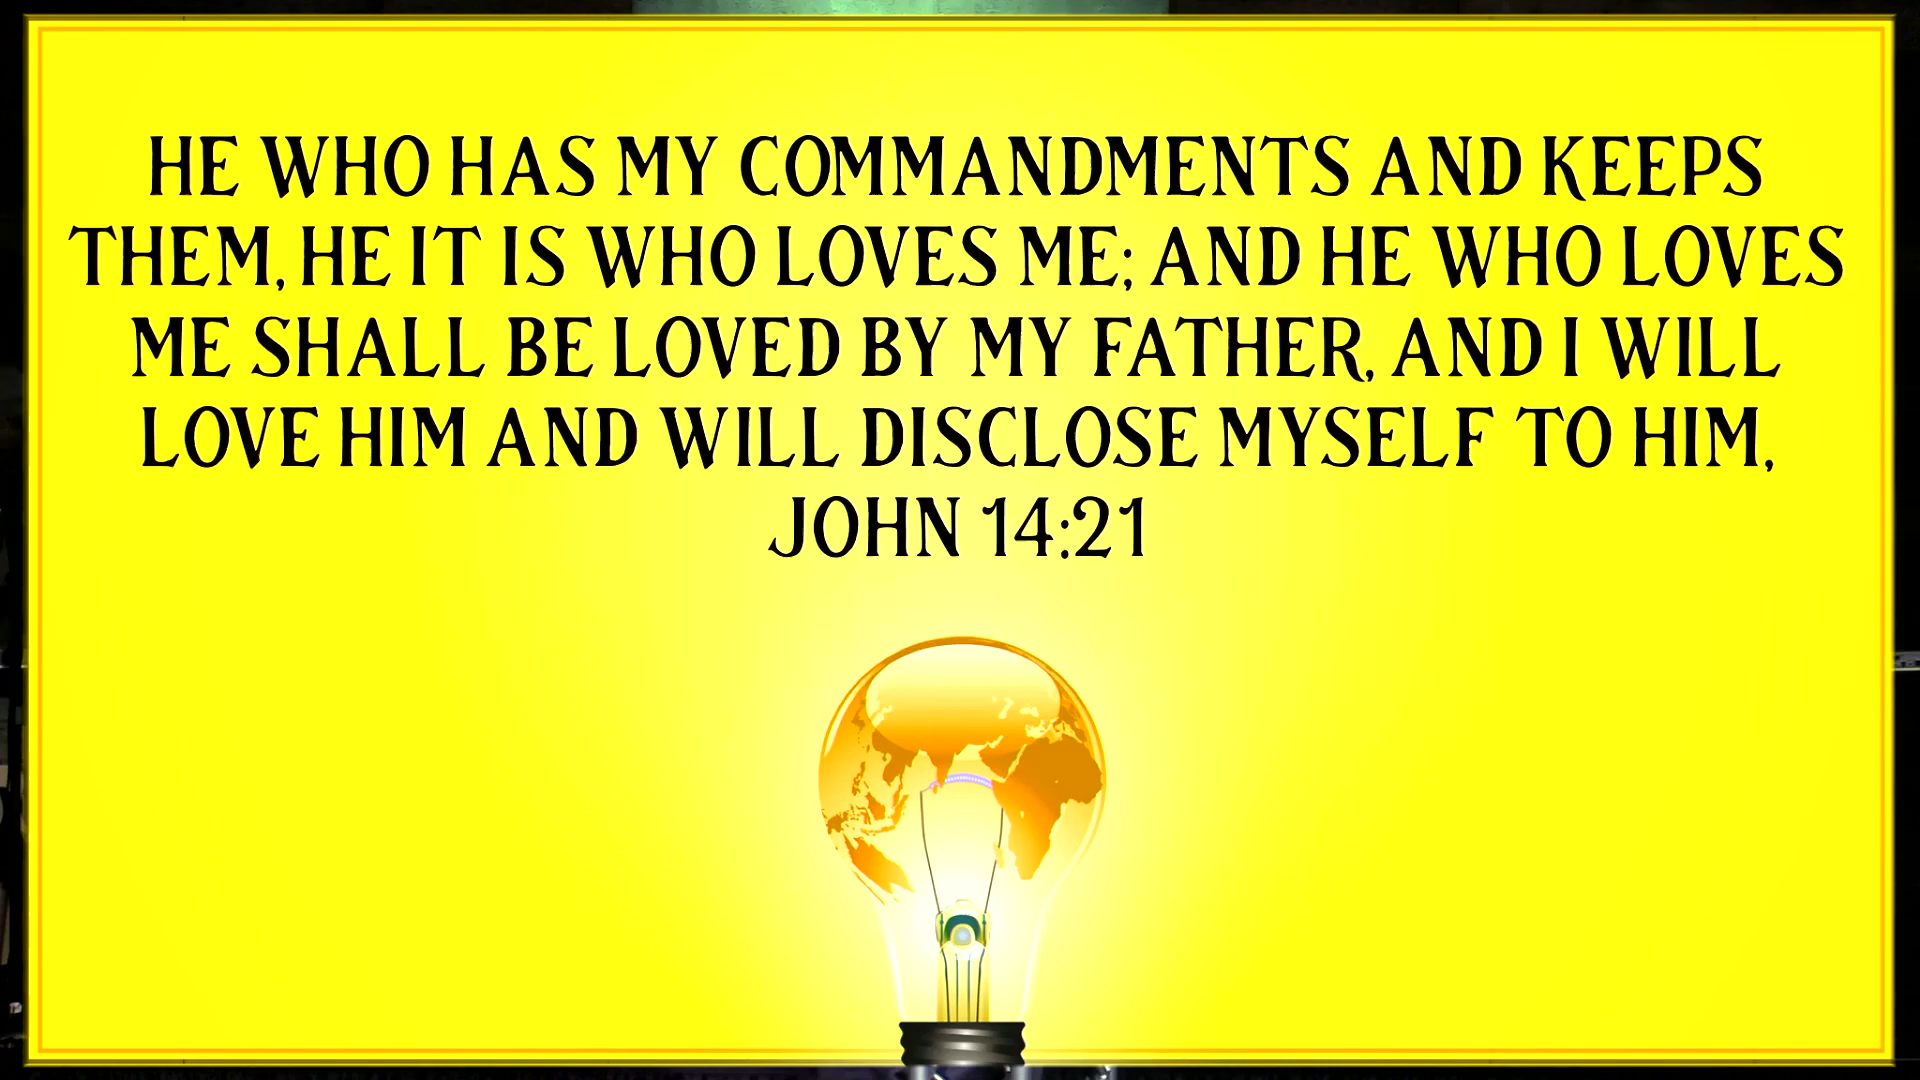 HE WHO HAS MY COMMANDMENTS AND KEEPS
THEM, HE IT IS WHO LOVES ME; AND HE WHO LOVES
ME SHALL BE LOVED BY MY FATHER, AND I WILL
LOVE HIM AND WILL DISCLOSE MYSELF TO HIM,
JOHN 14:21